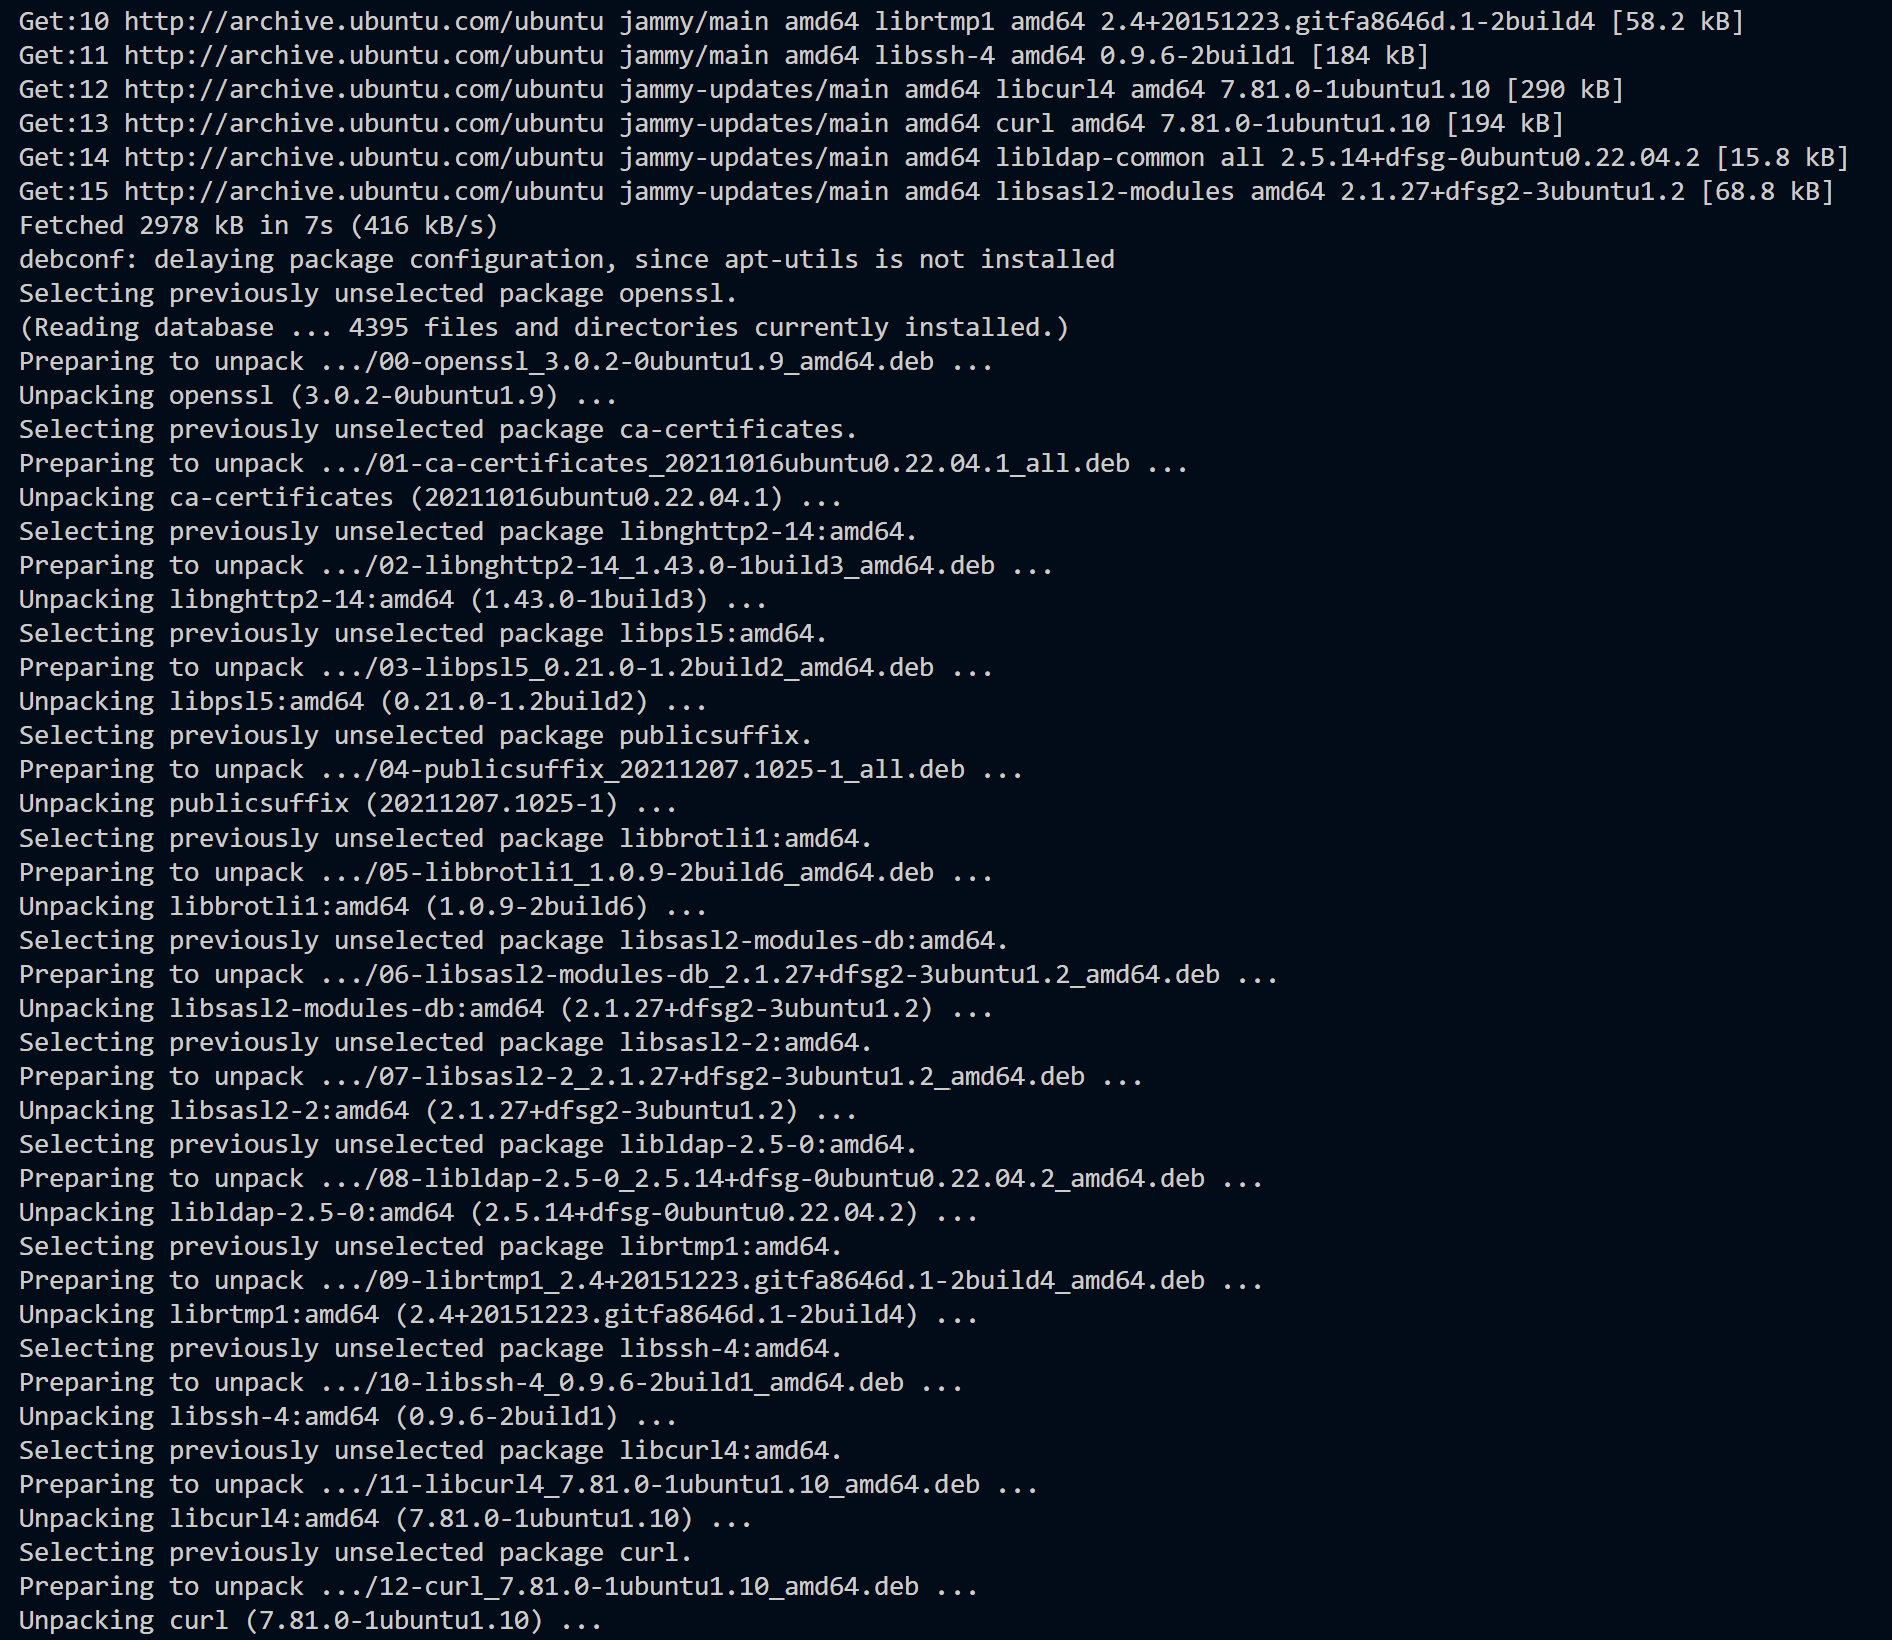 Get:10 http://archive.ubuntu.com/ubuntu jammy/main amd64 librtmp1 amd64 2.4+20151223.gitfa8646d.1-2build4 [58.2 kB]
Get:11 http://archive.ubuntu.com/ubuntu jammy/main amd64 libssh-4 amd64 0.9.6-2build1 [184 kB]
Get:12 http://archive.ubuntu.com/ubuntu jammy-updates/main amd64 libcurl4 amd64 7.81.0-1ubuntu1.10 [290 kB]
Get:13 http://archive.ubuntu.com/ubuntu jammy-updates/main amd64 curl amd64 7.81.0-1ubuntu1.10 [194 kB]
Get:14 http://archive.ubuntu.com/ubuntu jammy-updates/main amd64 libldap-common all 2.5.14+dfsg-0ubuntu0.22.04.2 [15.8 kB]
Get:15 http://archive.ubuntu.com/ubuntu jammy-updates/main amd64 libsasl2-modules amd64 2.1.27+dfsg2-3ubuntu1.2 [68.8 kB]
Fetched 2978 kB in 7s (416 kB/s)
debconf: delaying package configuration, since apt-utils is not installed
Selecting previously unselected package openssl.
(Reading database ... 4395 files and directories currently installed.)
Preparing to unpack .../00-openssl_3.0.2-0ubuntu1.9_amd64.deb ...
Unpacking openssl (3.0.2-0ubuntu1.9) ...
Selecting previously unselected package ca-certificates.
Preparing to unpack .../01-ca-certificates_20211016ubuntu0.22.04.1_all.deb ...
Unpacking ca-certificates (20211016ubuntu0.22.04.1) ...
Selecting previously unselected package libnghttp2-14:amd64.
Preparing to unpack .../02-libnghttp2-14_1.43.0-1build3_amd64.deb ...
Unpacking libnghttp2-14:amd64 (1.43.0-1build3) ...
Selecting previously unselected package libpsl5:amd64.
Preparing to unpack .../03-libpsl5_0.21.0-1.2build2_amd64.deb ...
Unpacking libpsl5:amd64 (0.21.0-1.2build2) ...
Selecting previously unselected package publicsuffix.
Preparing to unpack .../04-publicsuffix_20211207.1025-1_all.deb ...
Unpacking publicsuffix (20211207.1025-1) ...
Selecting previously unselected package libbrotli1:amd64.
Preparing to unpack .../05-libbrotli1_1.0.9-2build6_amd64.deb ...
Unpacking libbrotli1:amd64 (1.0.9-2build6) ...
Selecting previously unselected package libsasl2-modules-db:amd64.
Preparing to unpack .../06-libsasl2-modules-db_2.1.27+dfsg2-3ubuntu1.2_amd64.deb ...
Unpacking libsasl2-modules-db:amd64 (2.1.27+dfsg2-3ubuntu1.2) ...
Selecting previously unselected package libsasl2-2:amd64.
Preparing to unpack .../07-libsasl2-2_2.1.27+dfsg2-3ubuntu1.2_amd64.deb ...
Unpacking libsasl2-2:amd64 (2.1.27+dfsg2-3ubuntu1.2) ...
Selecting previously unselected package libldap-2.5-0:amd64.
Preparing to unpack .../08-libldap-2.5-0_2.5.14+dfsg-0ubuntu0.22.04.2_amd64.deb ...
Unpacking libldap-2.5-0:amd64 (2.5.14+dfsg-0ubuntu0.22.04.2) ...
Selecting previously unselected package librtmp1:amd64.
Preparing to unpack .../09-librtmp1_2.4+20151223.gitfa8646d.1-2build4_amd64.deb ...
Unpacking librtmp1:amd64 (2.4+20151223.gitfa8646d.1-2build4) ...
Selecting previously unselected package libssh-4:amd64.
Preparing to unpack .../10-libssh-4_0.9.6-2build1_amd64.deb ...
Unpacking libssh-4:amd64 (0.9.6-2build1) ...
Selecting previously unselected package libcurl4:amd64.
Preparing to unpack .../11-libcurl4_7.81.0-1ubuntu1.10_amd64.deb ...
Unpacking libcurl4:amd64 (7.81.0-1ubuntu1.10) ...
Selecting previously unselected package curl.
Preparing to unpack .../12-curl_7.81.0-1ubuntu1.10_amd64.deb ...
Unpacking curl (7.81.0-1ubuntu1.10) ...